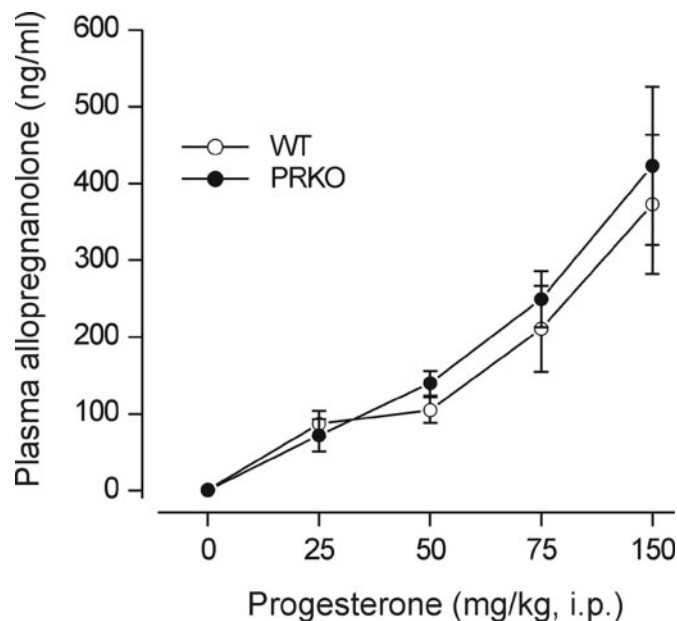 Plasma allopregnanolone (ng/ml)
600
500
400
300
200
100
0
WT
PRKO
0 25 50 75 150
Progesterone (mg/kg, i.p.)